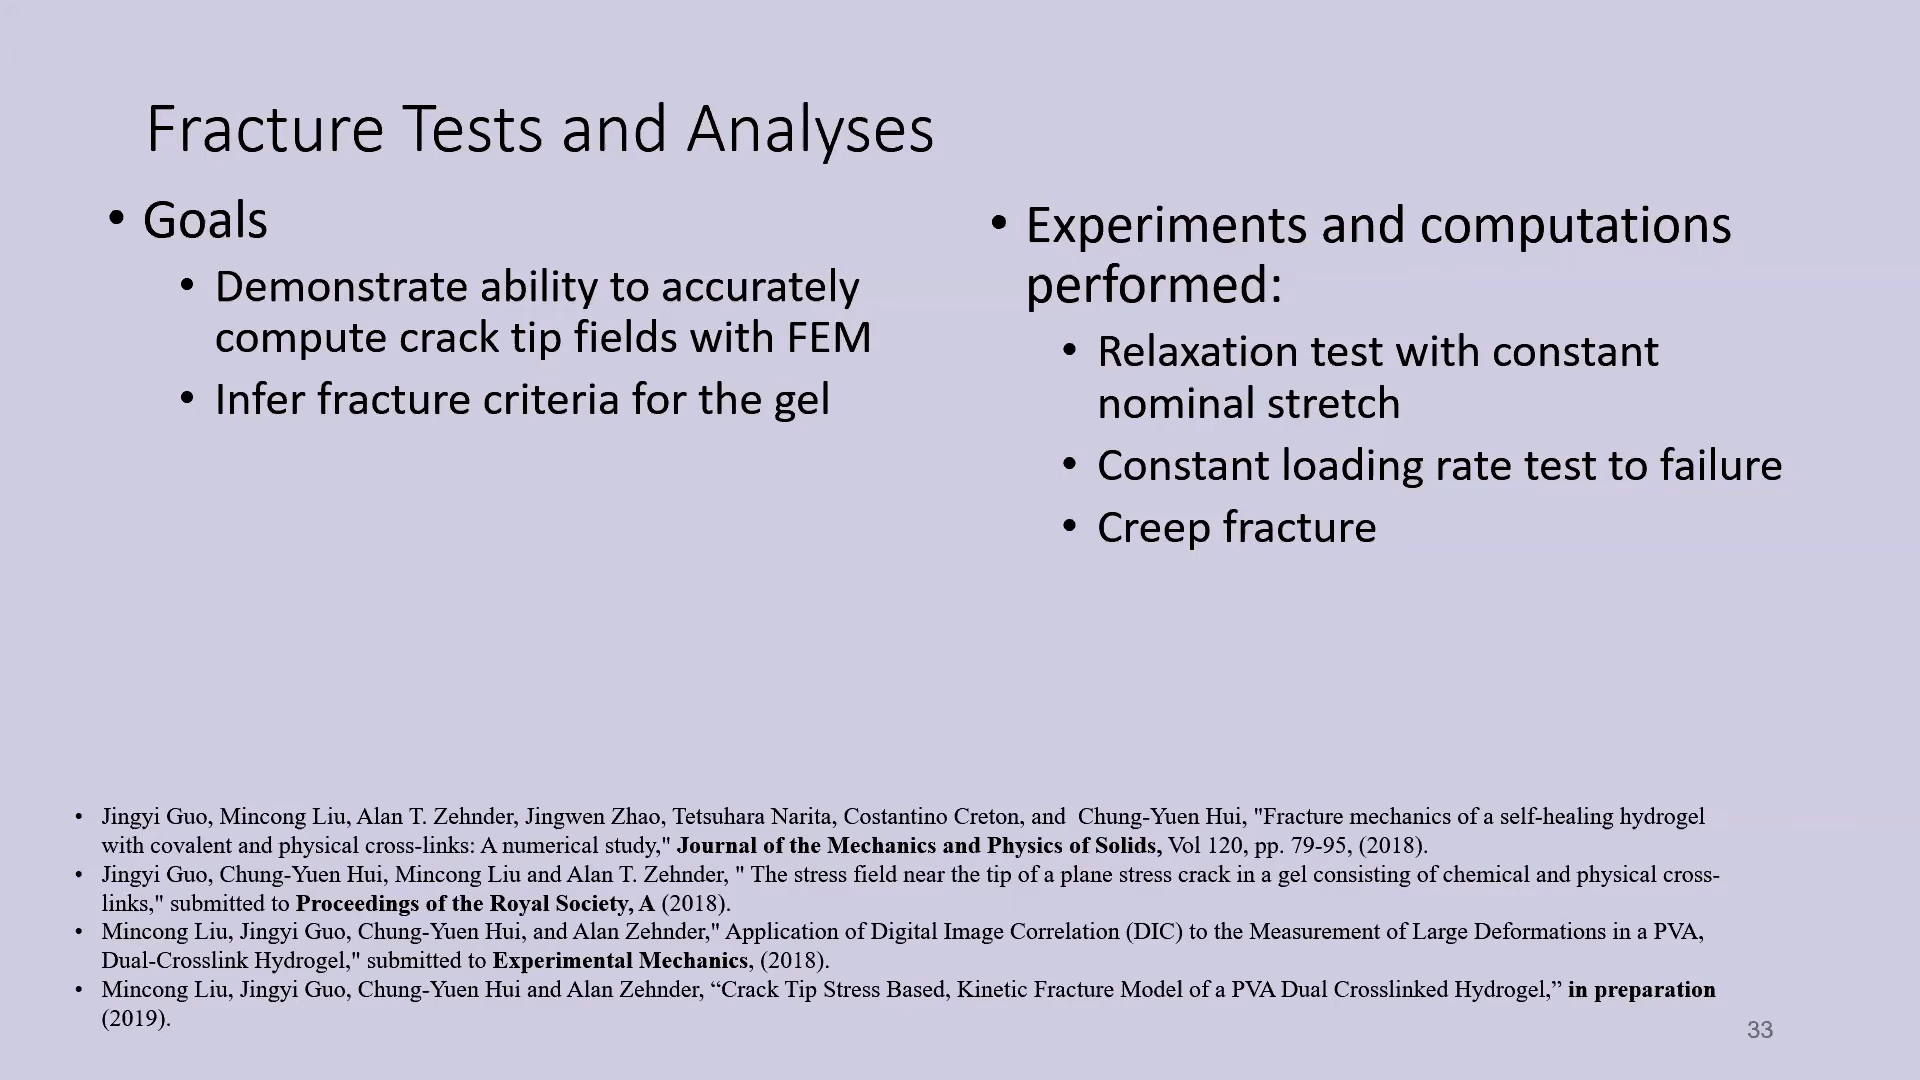 Fracture Tests and Analyses
• Goals
• Demonstrate ability to accurately
compute crack tip fields with FEM
• Infer fracture criteria for the gel
• Experiments and computations
performed:
• Relaxation test with constant
nominal stretch
• Constant loading rate test to failure
• Creep fracture
• Jingyi Guo, Mincong Liu, Alan T. Zehnder, Jingwen Zhao, Tetsuhara Narita, Costantino Creton, and Chung-Yuen Hui, "Fracture mechanics of a self-healing hydrogel
with covalent and physical cross-links: A numerical study," Journal of the Mechanics and Physics of Solids, Vol 120, pp. 79-95, (2018).
• Jingyi Guo, Chung-Yuen Hui, Mincong Liu and Alan T. Zehnder, " The stress field near the tip of a plane stress crack in a gel consisting of chemical and physical cross-
links," submitted to Proceedings of the Royal Society, A (2018).
• Mincong Liu, Jingyi Guo, Chung-Yuen Hui, and Alan Zehnder," Application of Digital Image Correlation (DIC) to the Measurement of Large Deformations in a PVA,
Dual-Crosslink Hydrogel," submitted to Experimental Mechanics, (2018).
• Mincong Liu, Jingyi Guo, Chung-Yuen Hui and Alan Zehnder, “Crack Tip Stress Based, Kinetic Fracture Model of a PVA Dual Crosslinked Hydrogel,” in preparation
(2019).
33